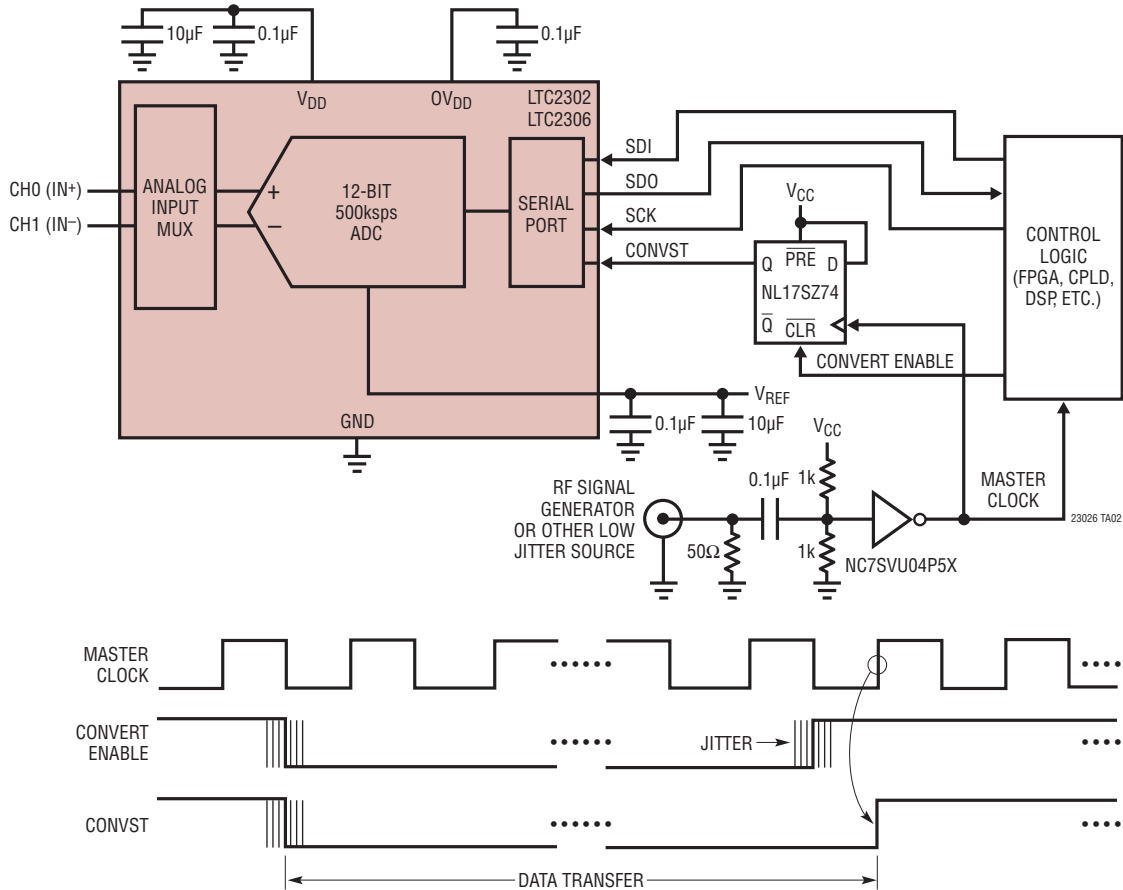 10µF
0.1µF
0.1µF
VDD
OVDD
LTC2302
LTC2306
CH0 (IN+)
CH1 (IN–)
ANALOG
INPUT
MUX
+
–
12-BIT
500ksps
ADC
SERIAL
PORT
SDI
SDO
SCK
CONVST
VCC
Q
PRE
D
NL17SZ74
Q
CLR
CONVERT ENABLE
CONTROL
LOGIC
(FPGA, CPLD,
DSP, ETC.)
VREF
0.1µF
10µF
GND
RF SIGNAL
GENERATOR
OR OTHER LOW
JITTER SOURCE
50Ω
0.1µF
VCC
1k
1k
NC7SVU04P5X
MASTER
CLOCK
23026 TA02
MASTER
CLOCK
CONVERT
ENABLE
JITTER
CONVST
DATA TRANSFER